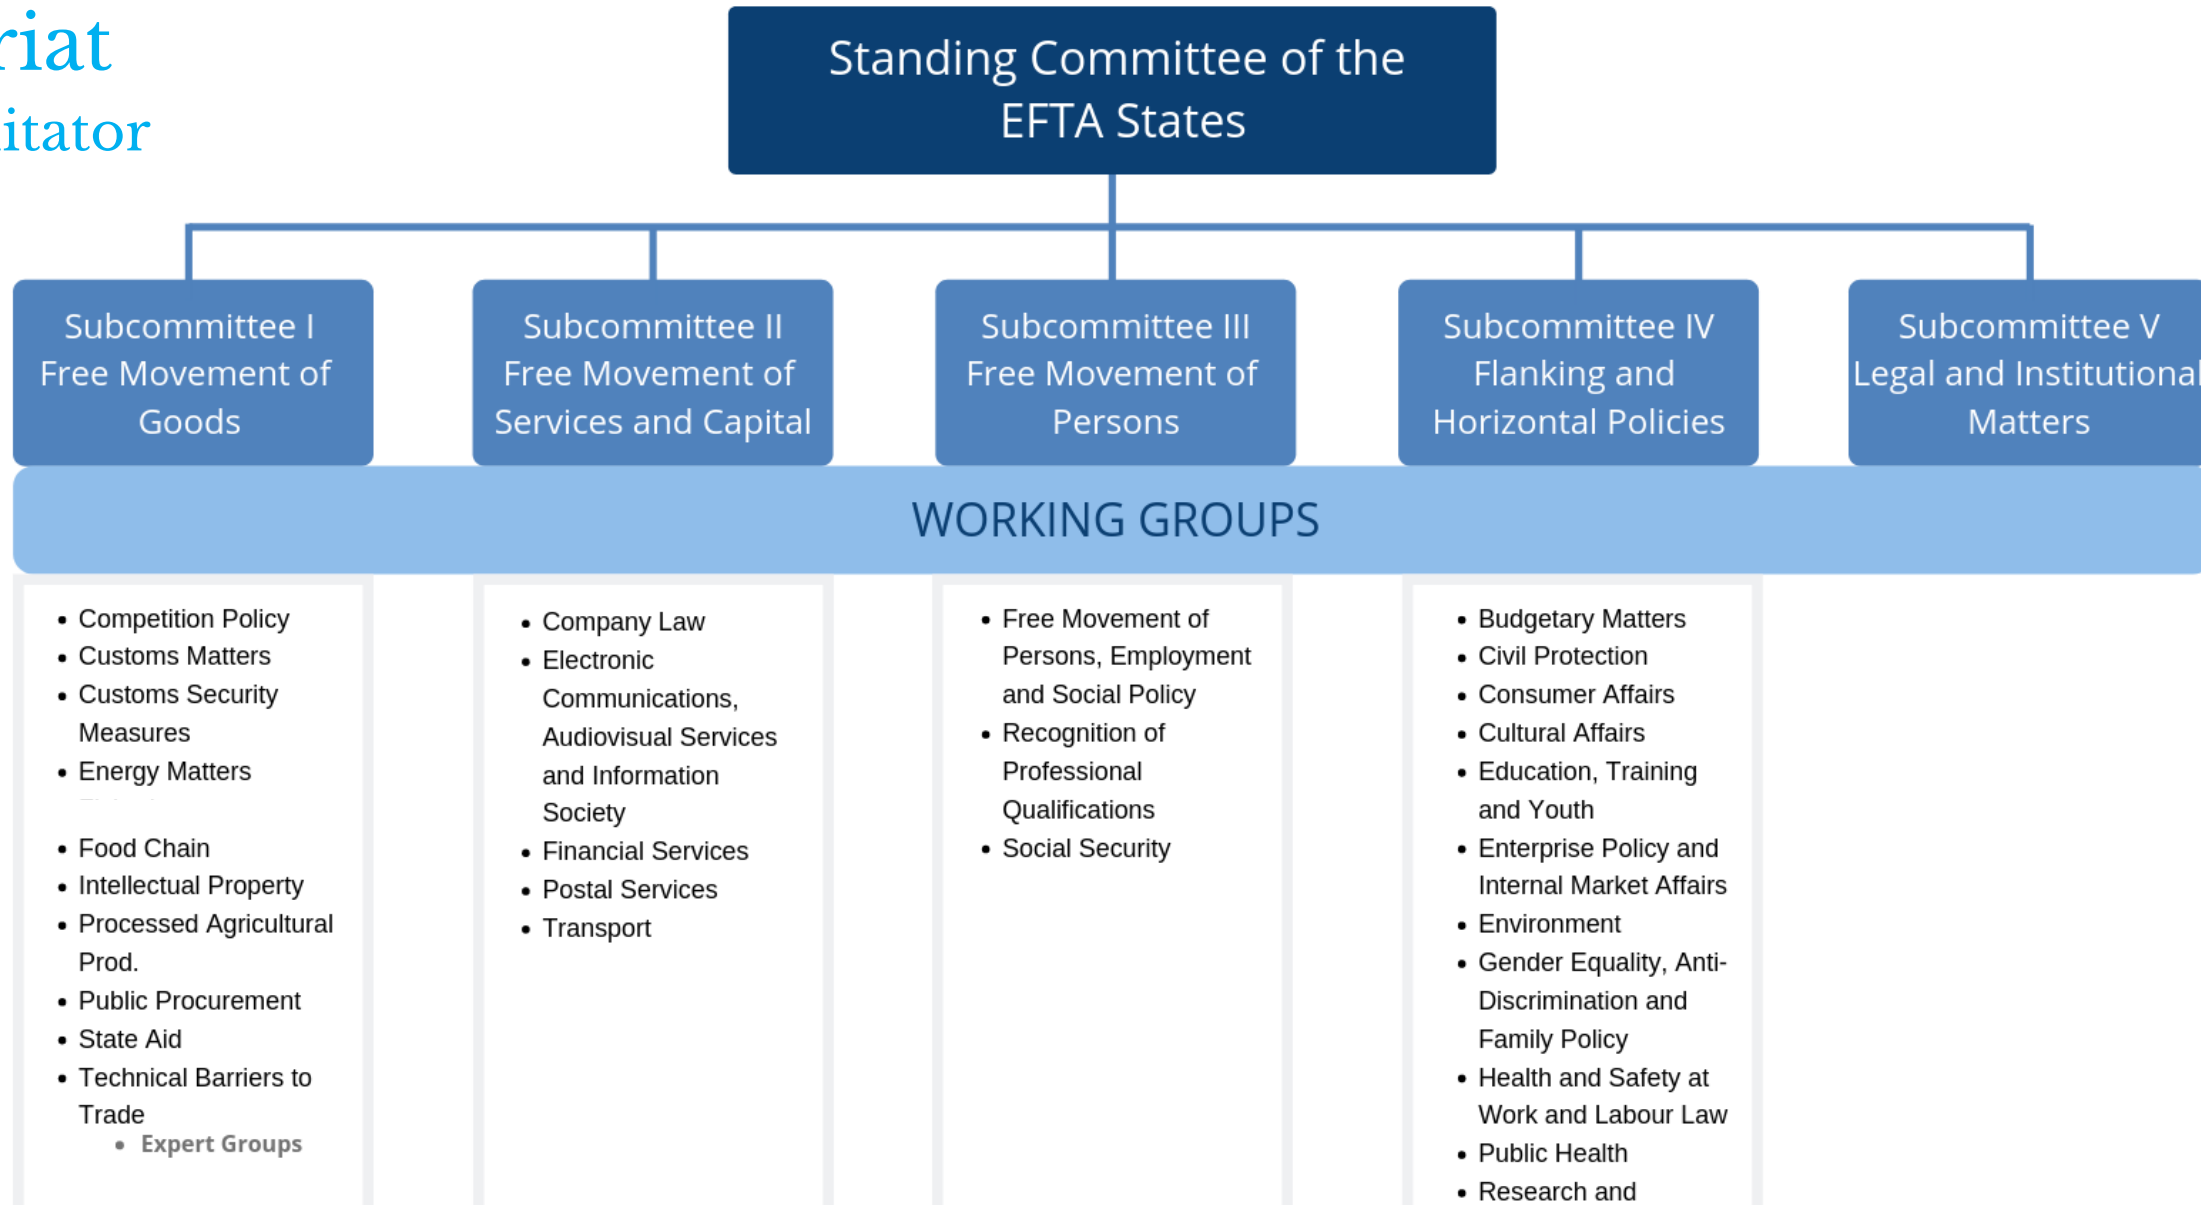 riat
itator
Standing Committee of the
EFTA States
Subcommittee I
Free Movement of
Goods
Subcommittee II
Free Movement of
Services and Capital
Subcommittee III
Free Movement of
Persons
Subcommittee IV
Flanking and
Horizontal Policies
Subcommittee V
Legal and Institutional
Matters
WORKING GROUPS
• Competition Policy
• Customs Matters
• Customs Security
Measures
• Energy Matters
• Food Chain
• Intellectual Property
• Processed Agricultural
Prod.
• Public Procurement
• State Aid
• Technical Barriers to
Trade
• Expert Groups
• Company Law
• Electronic
Communications,
Audiovisual Services
and Information
Society
• Financial Services
• Postal Services
• Transport
• Free Movement of
Persons, Employment
and Social Policy
• Recognition of
Professional
Qualifications
• Social Security
• Budgetary Matters
• Civil Protection
• Consumer Affairs
• Cultural Affairs
• Education, Training
and Youth
• Enterprise Policy and
Internal Market Affairs
• Environment
• Gender Equality, Anti-
Discrimination and
Family Policy
• Health and Safety at
Work and Labour Law
• Public Health
• Research and